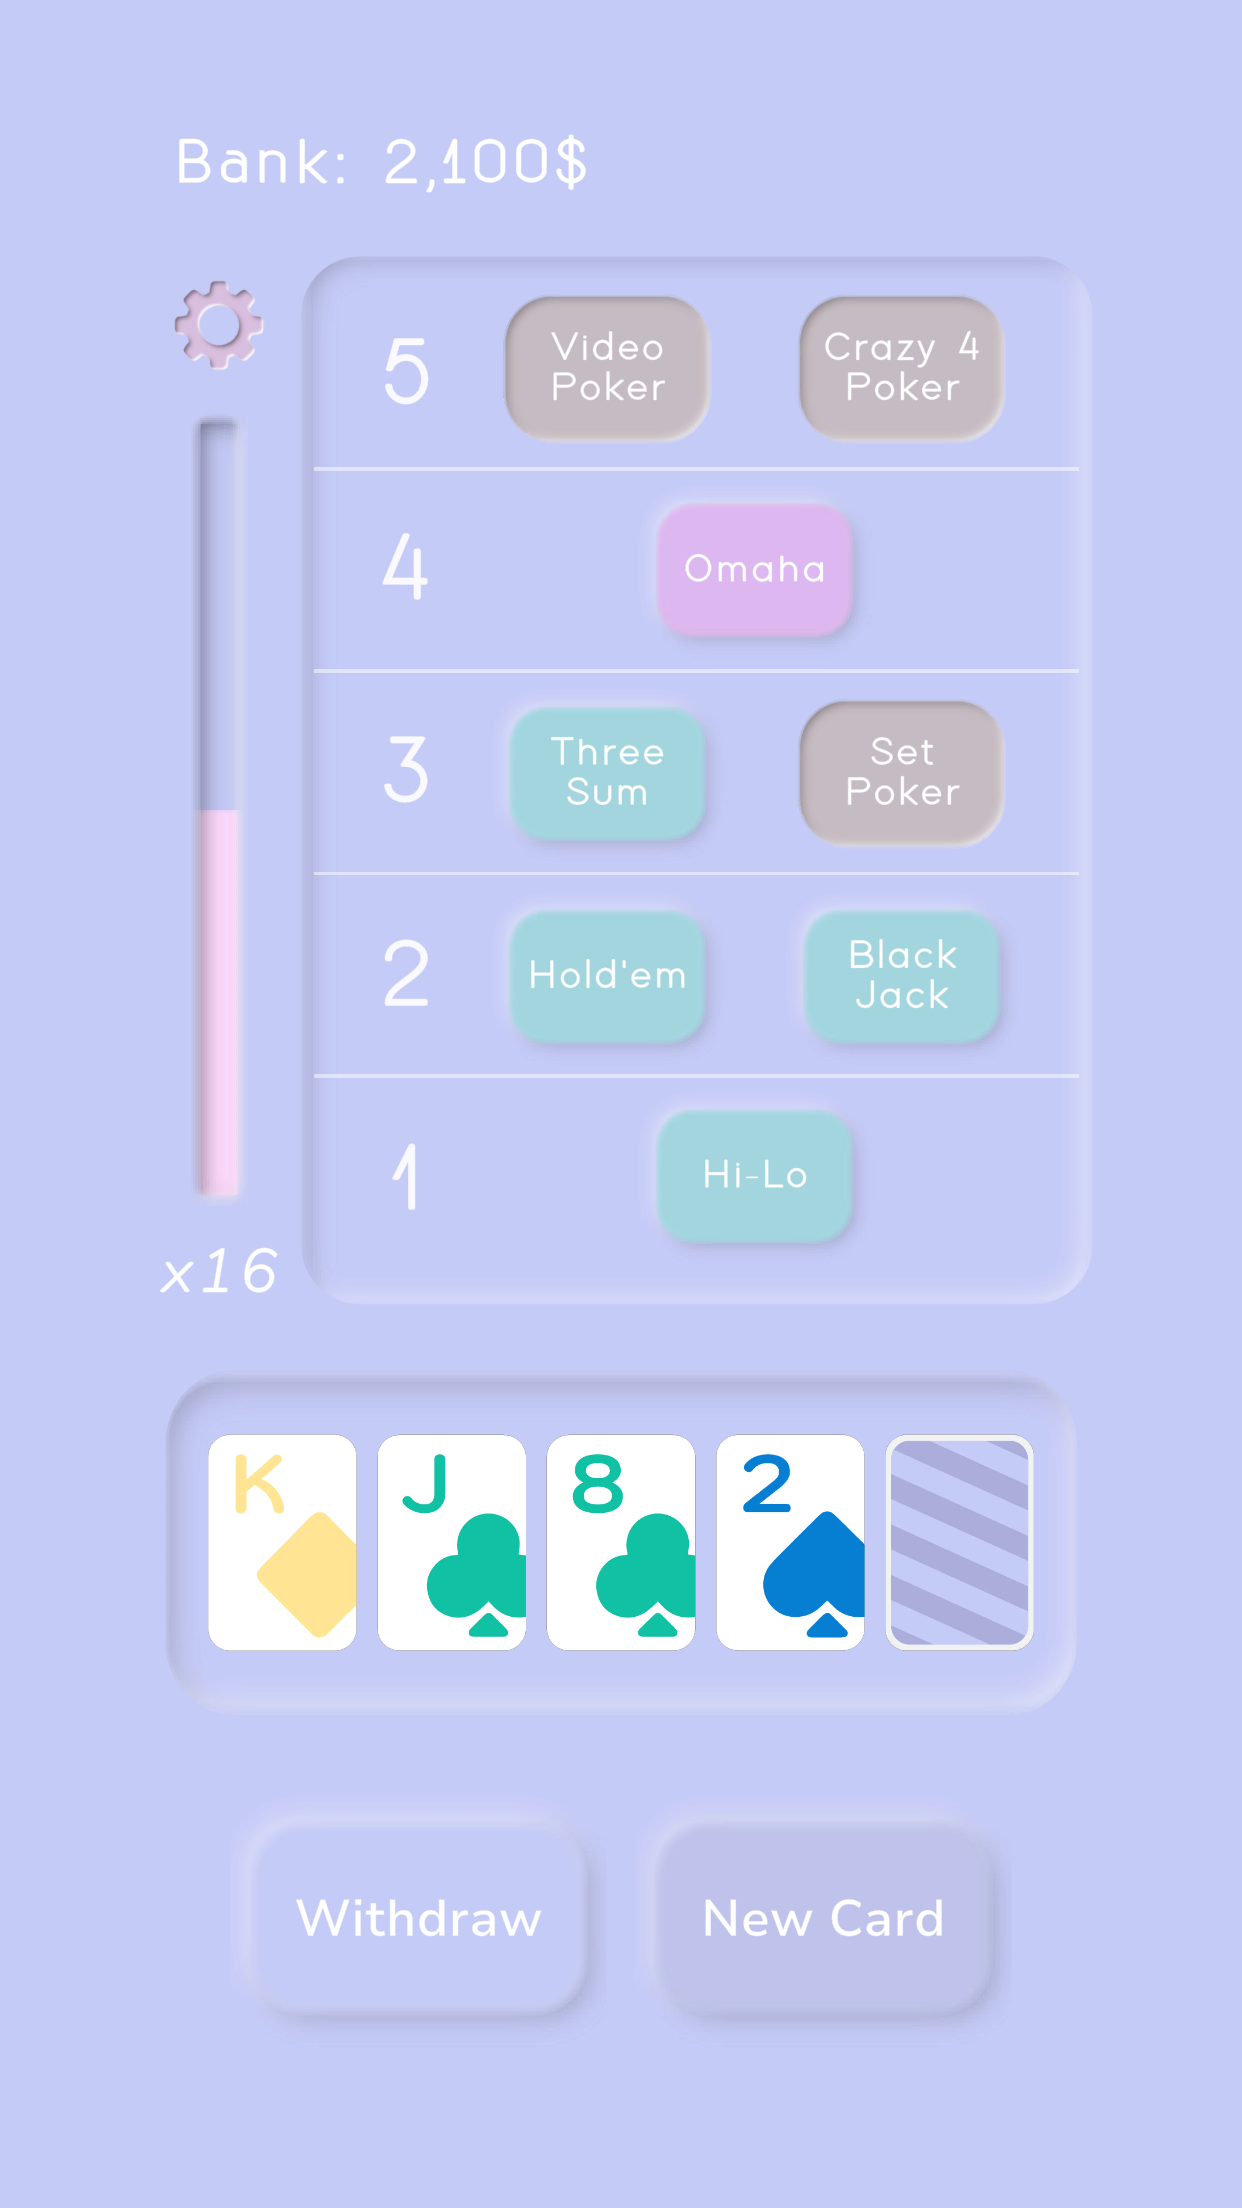 Bank: 2,100$
5
Video
Poker
Crazy 4
Poker
4
Omaha
3
Three
Sum
Set
Poker
2
Hold'em
Black
Jack
1
Hi-Lo
x16
K
J
8
2
Withdraw
New Card